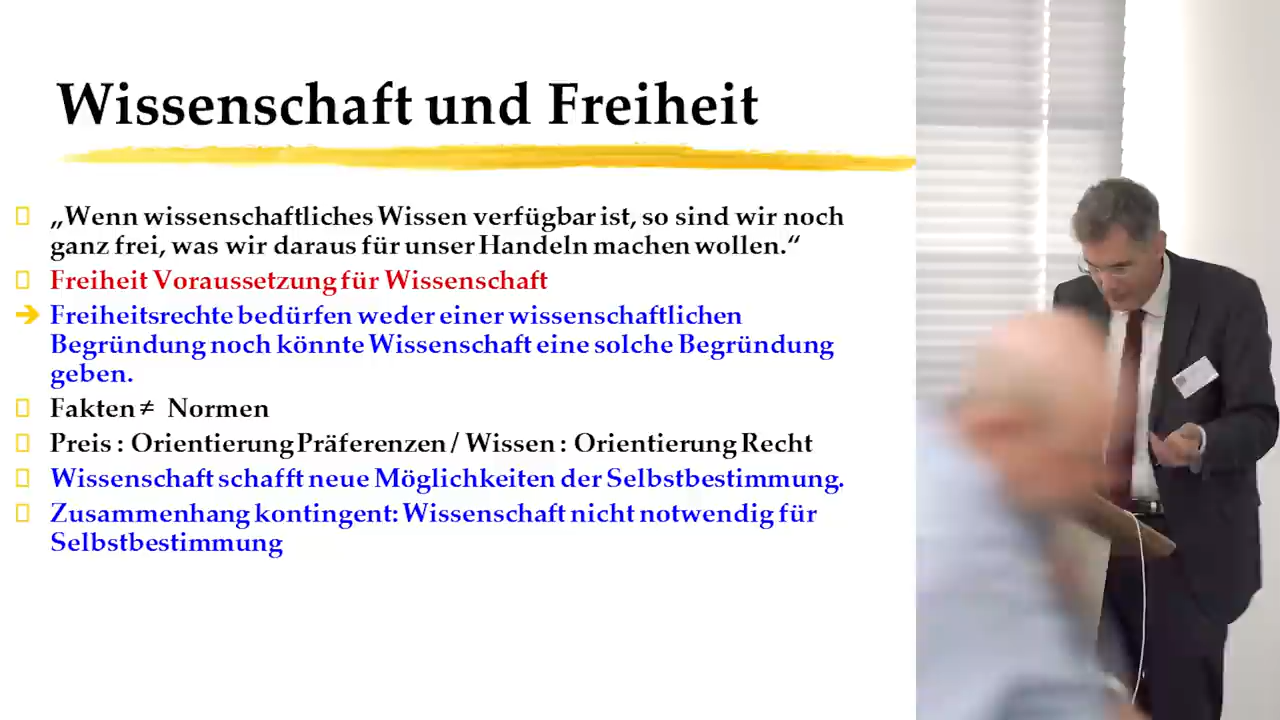 Wissenschaft und Freiheit
„Wenn wissenschaftliches Wissen verfügbar ist, so sind wir noch
ganz frei, was wir daraus für unser Handeln machen wollen.“
Freiheit Voraussetzung für Wissenschaft
➔ Freiheitsrechte bedürfen weder einer wissenschaftlichen
Begründung noch könnte Wissenschaft eine solche Begründung
geben.
Fakten ≠ Normen
Preis : Orientierung Präferenzen / Wissen : Orientierung Recht
Wissenschaft schafft neue Möglichkeiten der Selbstbestimmung.
Zusammenhang kontingent: Wissenschaft nicht notwendig für
Selbstbestimmung